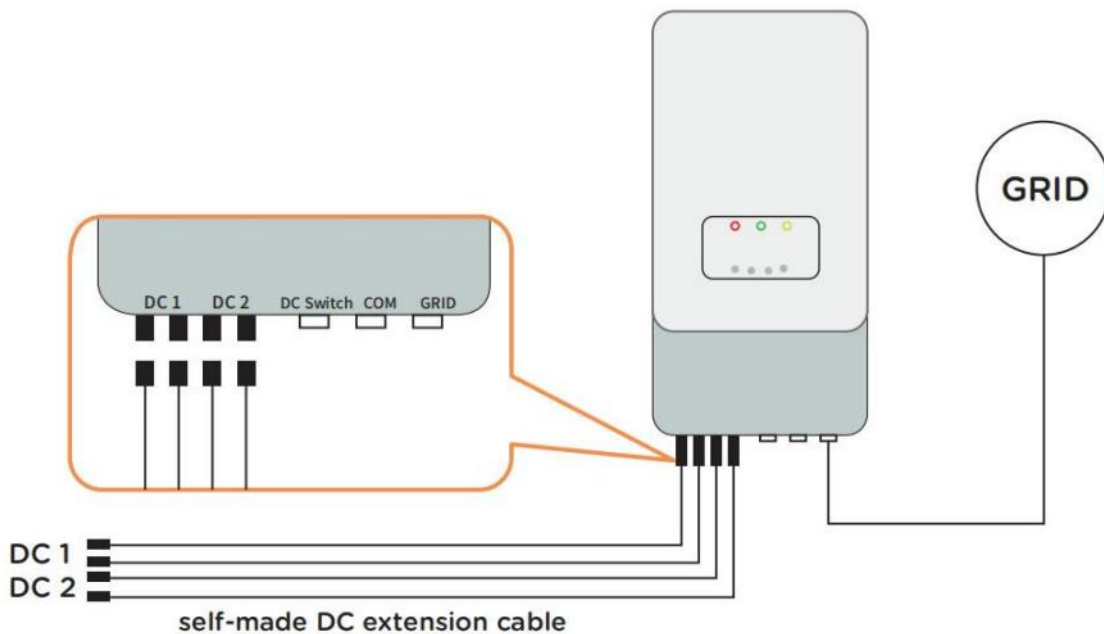 GRID
DC 1 DC 2 DC Switch COM GRID
DC 1
DC 2
self-made DC extension cable